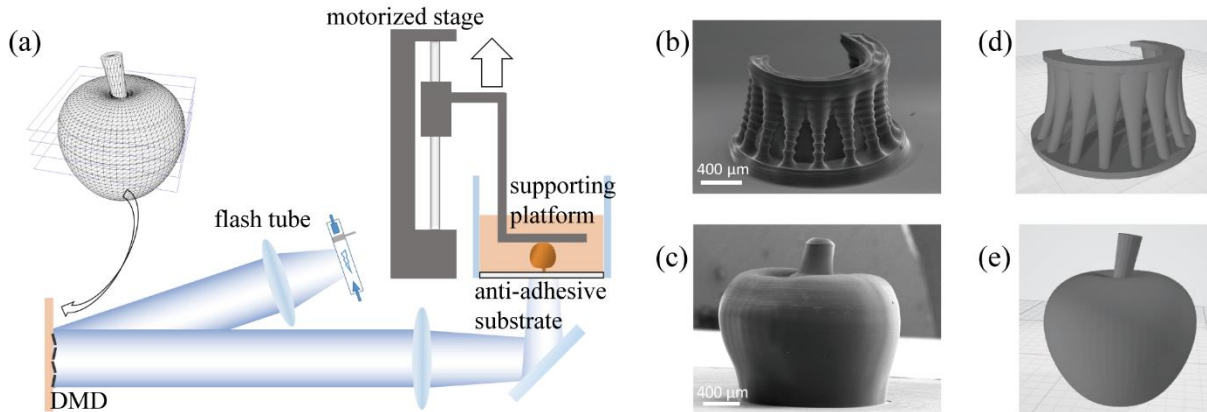 (a)
motorized stage
flash tube
supporting
platform
anti-adhesive
substrate
DMD
(b)
400 µm
(c)
400 µm
(d)
(e)